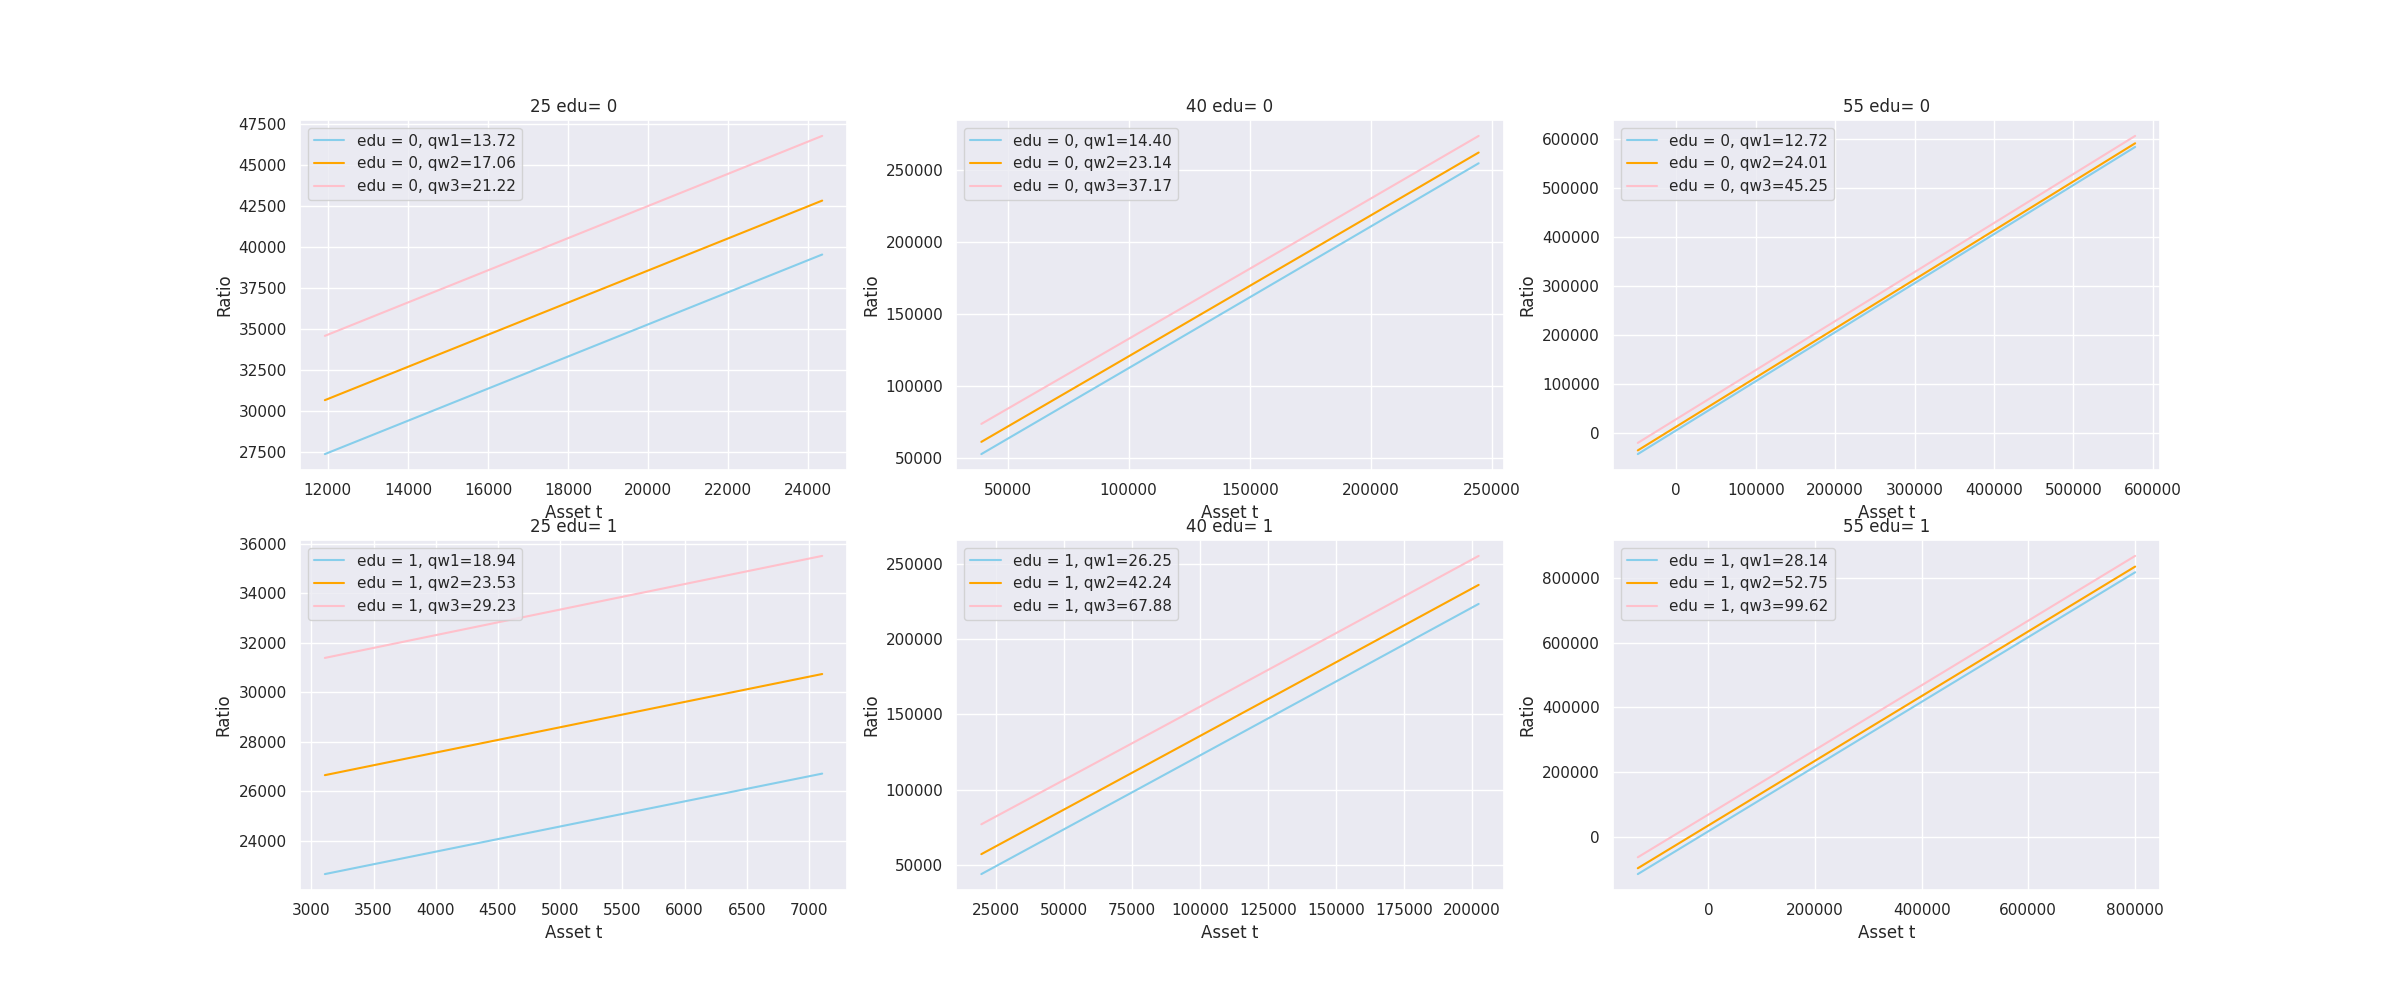 25 edu= 0
47500
45000
42500
40000
37500
35000
32500
30000
27500
Ratio
edu = 0, qw1=13.72
edu = 0, qw2=17.06
edu = 0, qw3=21.22
12000 14000 16000 18000 20000 22000 24000
Asset t
40 edu= 0
250000
200000
150000
100000
50000
Ratio
edu = 0, qw1=14.40
edu = 0, qw2=23.14
edu = 0, qw3=37.17
50000 100000 150000 200000 250000
Asset t
55 edu= 0
600000
500000
400000
300000
200000
100000
0
Ratio
edu = 0, qw1=12.72
edu = 0, qw2=24.01
edu = 0, qw3=45.25
0 100000 200000 300000 400000 500000 600000
Asset t
25 edu= 1
36000
34000
32000
30000
28000
26000
24000
Ratio
edu = 1, qw1=18.94
edu = 1, qw2=23.53
edu = 1, qw3=29.23
3000 3500 4000 4500 5000 5500 6000 6500 7000
Asset t
40 edu= 1
250000
200000
150000
100000
50000
Ratio
edu = 1, qw1=26.25
edu = 1, qw2=42.24
edu = 1, qw3=67.88
25000 50000 75000 100000 125000 150000 175000 200000
Asset t
55 edu= 1
800000
600000
400000
200000
0
Ratio
edu = 1, qw1=28.14
edu = 1, qw2=52.75
edu = 1, qw3=99.62
0 200000 400000 600000 800000
Asset t